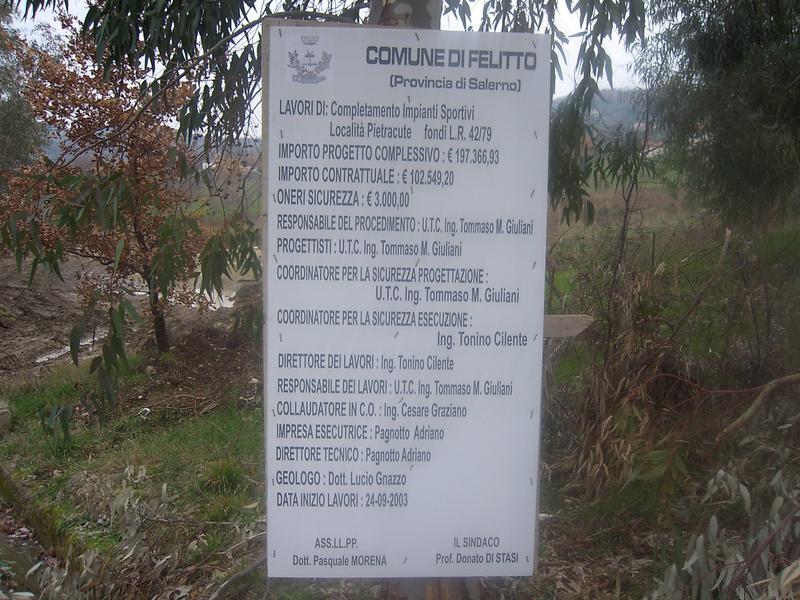 COMUNE DI FELITTO
(Provincia di Salerno)
LAVORI DI: Completamento Impianti Sportivi
Località Pietracute fondi L.R. 42/79
IMPORTO PROGETTO COMPLESSIVO : € 197.366,93
IMPORTO CONTRATTUALE : € 102.549,20
ONERI SICUREZZA : € 3.000,00
RESPONSABILE DEL PROCEDIMENTO : U.T.C. Ing. Tommaso M. Giuliani
PROGETTISTI : U.T.C. Ing. Tommaso M. Giuliani
COORDINATORE PER LA SICUREZZA PROGETTAZIONE :
U.T.C. Ing. Tommaso M. Giuliani
COORDINATORE PER LA SICUREZZA ESECUZIONE :
Ing. Tonino Cilente
DIRETTORE DEI LAVORI : Ing. Tonino Cilente
RESPONSABILE DEI LAVORI : U.T.C. Ing. Tommaso M. Giuliani
COLLAUDATORE IN C.O. : Ing. Cesare Graziano
IMPRESA ESECUTRICE : Pagnotto Adriano
DIRETTORE TECNICO : Pagnotto Adriano
GEOLOGO : Dott. Lucio Gnazzo
DATA INIZIO LAVORI : 24-09-2003
ASS.LL.PP. IL SINDACO
Dott. Pasquale MORENA Prof. Donato DI STASI